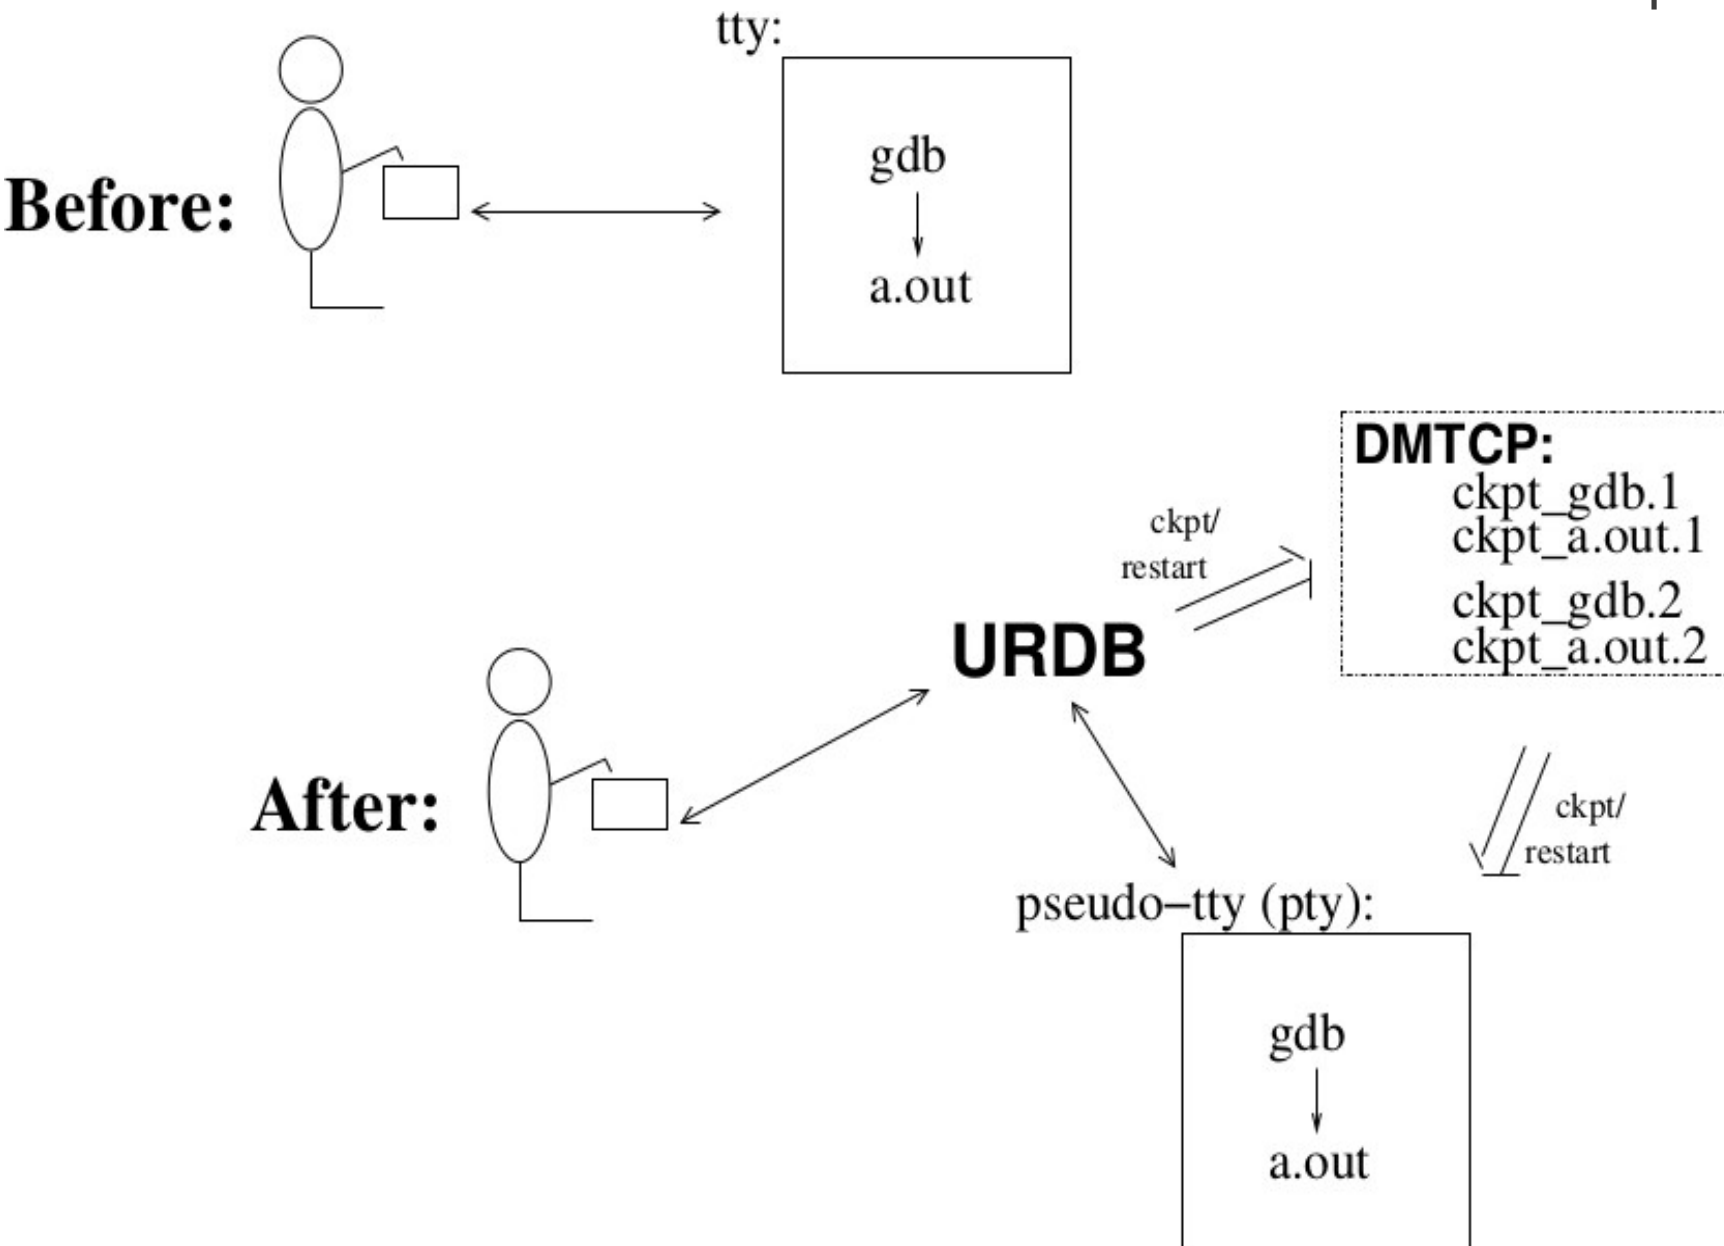 tty:
gdb
Before:
a.out
DMTCP:
ckpt_gdb.1
ckpt_a.out.1
ckpt_gdb.2
ckpt_a.out.2
ckpt/
restart
URDB
After:
ckpt/
restart
pseudo–tty (pty):
gdb
a.out